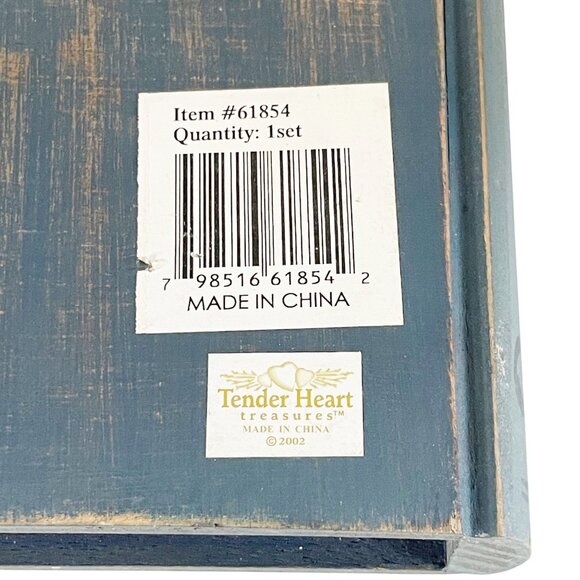 Item #61854
Quantity: 1set
7 98516 61854 2
MADE IN CHINA
Tender Heart
treasures™
MADE IN CHINA
© 2002